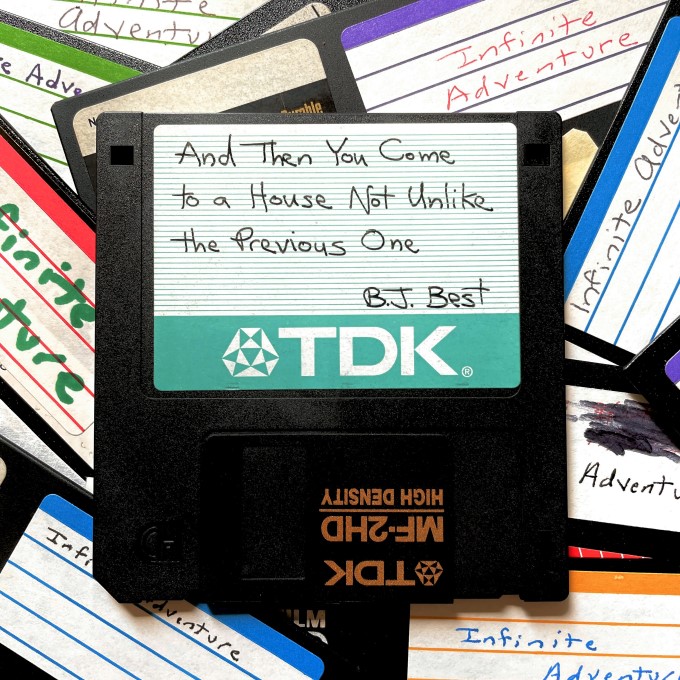 Infinite
Adventure
Infinite
Adventure
e Adve
And Then You Come
to a House Not Unlike
the Previous One
B.J. Best
TDK®
Infinite Adve
finite
ture
Adventu
HIGH DENSITY
MF-2HD
TDK
Inf
Adventure
Infinite
Adventure